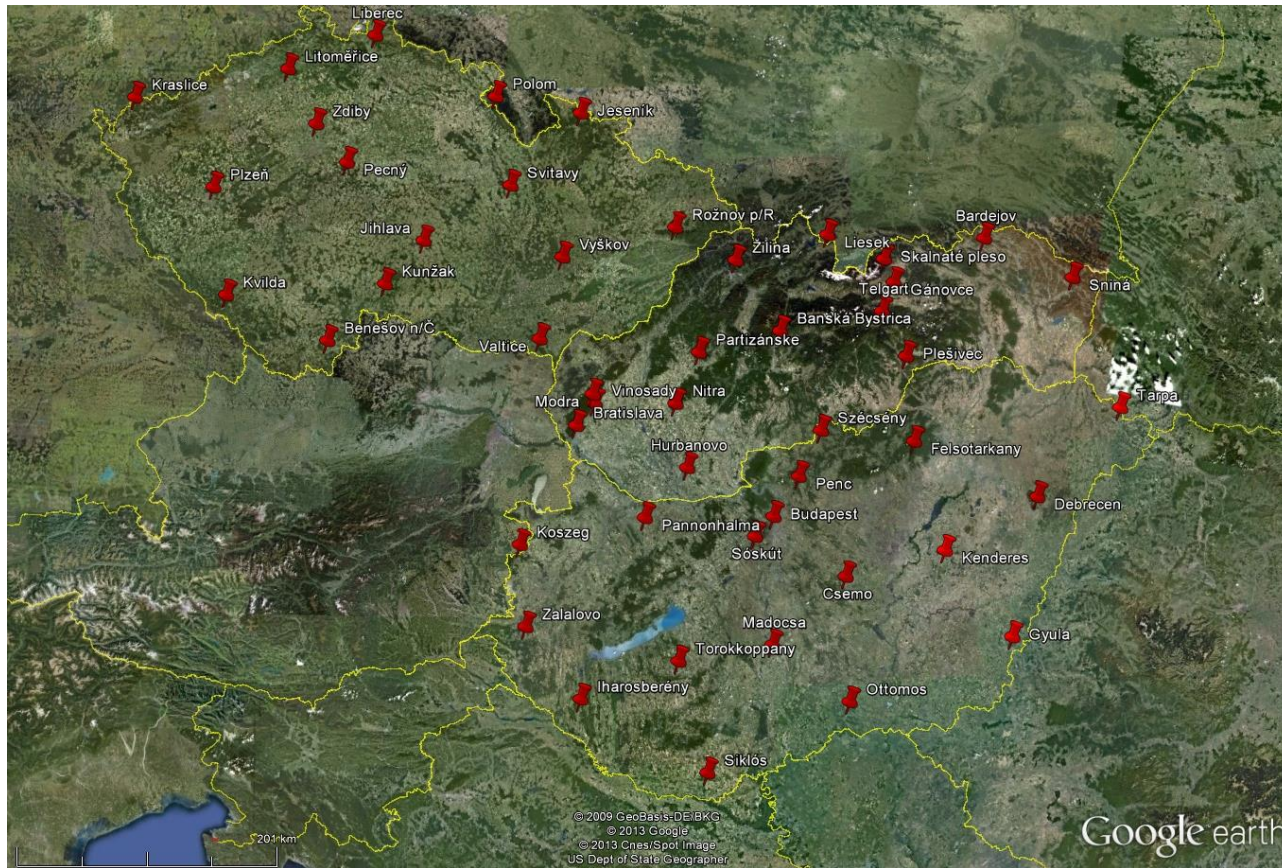 Liberec
Litoměřice
Kraslice
Polom
Jeseník
Zdiby
Pecný
Plzeň
Svitavy
Rožnov p/R.
Bardejov
Jihlava
Vyškov
Žilina
Liesek
Skalnaté pleso
Kunžak
Kvilda
Telgart
Gánovce
Snina
Banská Bystrica
Benešov n/Č
Valtice
Partizánske
Plešivec
Vinosady
Nitra
Modra
Bratislava
Tarpa
Szécsény
Hurbanovo
Felsotarkany
Penc
Debrecen
Pannonhalma
Budapest
Koszeg
Sóskút
Kenderes
Csemo
Zalalovo
Madocsa
Gyula
Torokkoppany
Iharosberény
Ottomos
Siklós
© 2009 GeoBasis-DE/BKG
© 2013 Google
© 2013 Cnes/Spot Image
US Dept of State Geographer
201 km
Google earth